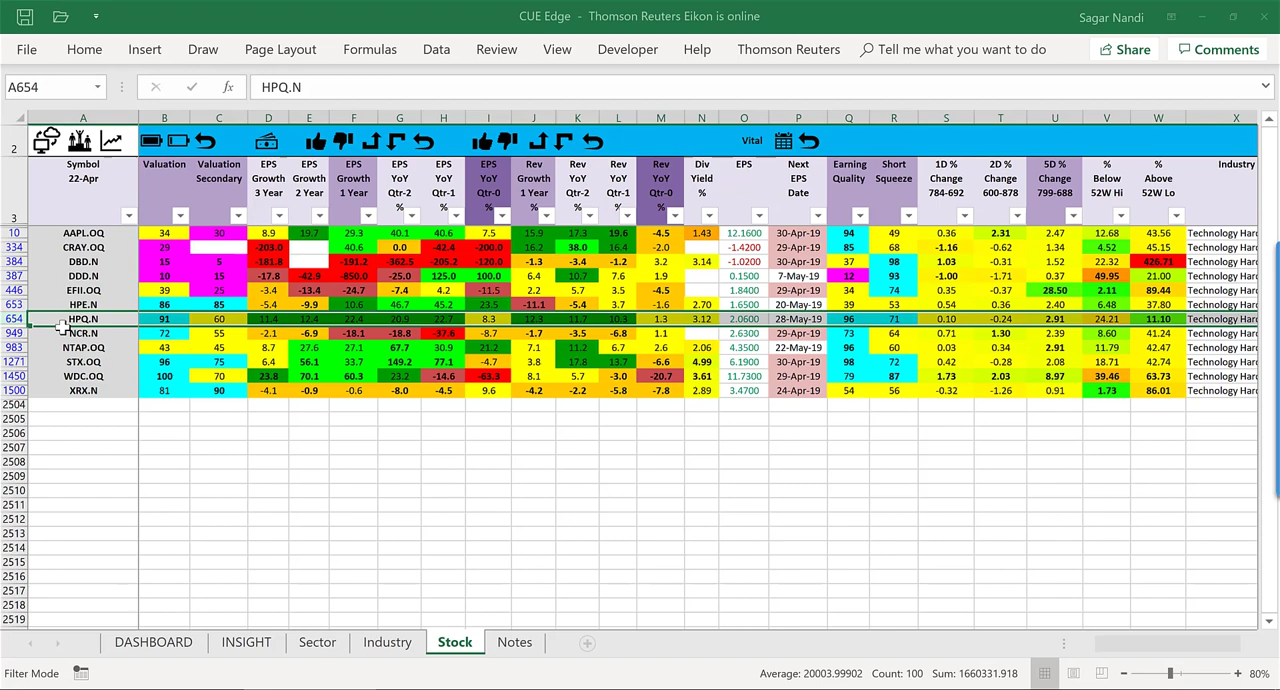 CUE Edge - Thomson Reuters Eikon is online
Sagar Nandi
File Home Insert Draw Page Layout Formulas Data Review View Developer Help Thomson Reuters Tell me what you want to do Share Comments
A654 fx HPQ.N
A B C D E F G H I J K L M N O P Q R S T U V W X
2 Vital
Symbol Valuation Valuation EPS EPS EPS EPS EPS EPS Rev Rev Rev Rev Div EPS Next Earning Short 1D % 2D % 5D % % % Industry
22-Apr Secondary Growth Growth Growth YoY YoY YoY Growth YoY YoY YoY Yield EPS Quality Squeeze Change Change Change Below Above
3 Year 2 Year 1 Year Qtr-2 Qtr-1 Qtr-0 1 Year Qtr-2 Qtr-1 Qtr-0 % Date 784-692 600-878 799-688 52W Hi 52W Lo
3 % % % % % %
10 AAPL.OQ 34 30 8.9 19.7 29.3 40.1 40.6 7.5 15.9 17.3 19.6 -4.5 1.43 12.1600 30-Apr-19 94 49 0.36 2.31 2.47 12.68 43.56 Technology Hard
334 CRAY.OQ 29 -203.0 40.6 0.0 -42.4 -200.0 16.2 38.0 16.4 -2.0 -1.4200 29-Apr-19 85 68 -1.16 -0.62 1.34 4.52 45.15 Technology Hard
384 DBD.N 15 5 -181.8 -191.2 -362.5 -205.2 -120.0 -1.3 -3.4 -1.2 3.2 3.14 -1.0200 30-Apr-19 37 98 1.03 -0.31 1.52 22.32 426.71 Technology Hard
387 DDD.N 10 15 -17.8 -42.9 -850.0 -25.0 125.0 100.0 6.4 10.7 7.6 1.9 0.1500 7-May-19 12 93 -1.00 -1.71 0.37 49.95 21.00 Technology Hard
446 EFII.OQ 39 25 -3.4 -13.4 -24.7 -7.4 4.2 -11.5 2.2 5.7 3.5 -4.5 1.8400 29-Apr-19 34 74 0.35 -0.37 28.50 2.11 89.44 Technology Hard
653 HPE.N 86 85 -5.4 -9.9 10.6 46.7 45.2 23.5 -11.1 -5.4 3.7 -1.6 2.70 1.6500 20-May-19 39 53 0.54 0.36 2.40 6.48 37.80 Technology Hard
654 HPQ.N 91 60 11.4 12.4 22.4 20.9 22.7 8.3 12.3 11.7 10.3 1.3 3.12 2.0600 28-May-19 96 71 0.10 -0.24 2.91 24.21 11.10 Technology Hard
949 NCR.N 72 55 -2.1 -6.9 -18.1 -18.8 -37.6 -8.7 -1.7 -3.5 -6.8 1.1 2.6300 29-Apr-19 73 64 0.71 1.30 2.39 8.60 41.24 Technology Hard
983 NTAP.OQ 43 45 8.7 27.6 27.1 67.7 30.9 21.2 7.1 11.2 6.7 2.6 2.06 4.3500 22-May-19 96 60 0.03 0.34 2.91 11.79 42.47 Technology Hard
1271 STX.OQ 96 75 6.4 56.1 33.7 149.2 77.1 -4.7 3.8 17.8 13.7 -6.6 4.99 6.1900 30-Apr-19 98 72 0.42 -0.28 2.08 18.71 42.74 Technology Hard
1450 WDC.OQ 100 70 23.8 70.1 60.3 23.2 -14.6 -63.3 8.1 5.7 -3.0 -20.7 3.61 11.7300 29-Apr-19 79 87 1.73 2.03 8.97 39.46 63.73 Technology Hard
1500 XRX.N 81 90 -4.1 -0.9 -0.6 -8.0 -4.5 9.6 -4.2 -2.2 -5.8 -7.8 2.89 3.4700 24-Apr-19 54 56 -0.32 -1.26 0.91 1.73 86.01 Technology Hard
2504
2505
2506
2507
2508
2509
2510
2511
2512
2513
2514
2515
2516
2517
2518
2519
DASHBOARD INSIGHT Sector Industry Stock Notes
Filter Mode Average: 20003.99902 Count: 100 Sum: 1660331.918 80%